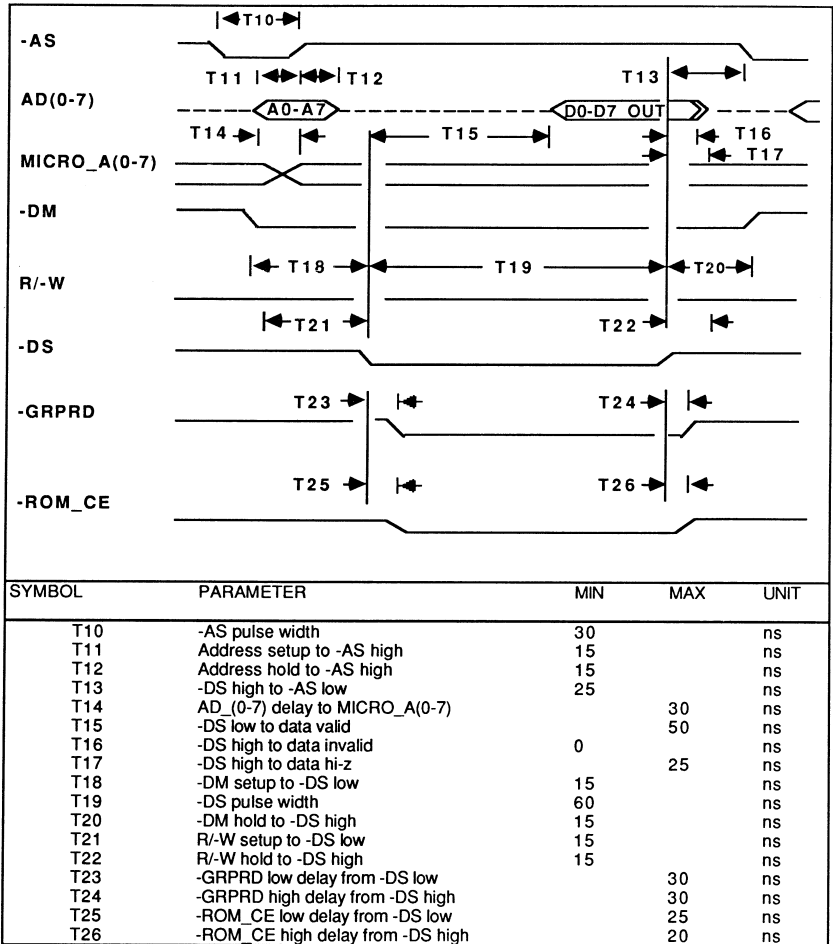 T10
-AS
T11 T12 T13
AD(0-7) A0-A7 D0-D7 OUT
T14 T15 T16
T17
MICRO_A(0-7)
-DM
T18 T19 T20
R/-W
T21 T22
-DS
T23 T24
-GRPRD
T25 T26
-ROM_CE
SYMBOL PARAMETER MIN MAX UNIT
T10 -AS pulse width 30 ns
T11 Address setup to -AS high 15 ns
T12 Address hold to -AS high 15 ns
T13 -DS high to -AS low 25 ns
T14 AD_(0-7) delay to MICRO_A(0-7) 30 ns
T15 -DS low to data valid 50 ns
T16 -DS high to data invalid 0 ns
T17 -DS high to data hi-z 25 ns
T18 -DM setup to -DS low 15 ns
T19 -DS pulse width 60 ns
T20 -DM hold to -DS high 15 ns
T21 R/-W setup to -DS low 15 ns
T22 R/-W hold to -DS high 15 ns
T23 -GRPRD low delay from -DS low 30 ns
T24 -GRPRD high delay from -DS high 30 ns
T25 -ROM_CE low delay from -DS low 25 ns
T26 -ROM_CE high delay from -DS high 20 ns